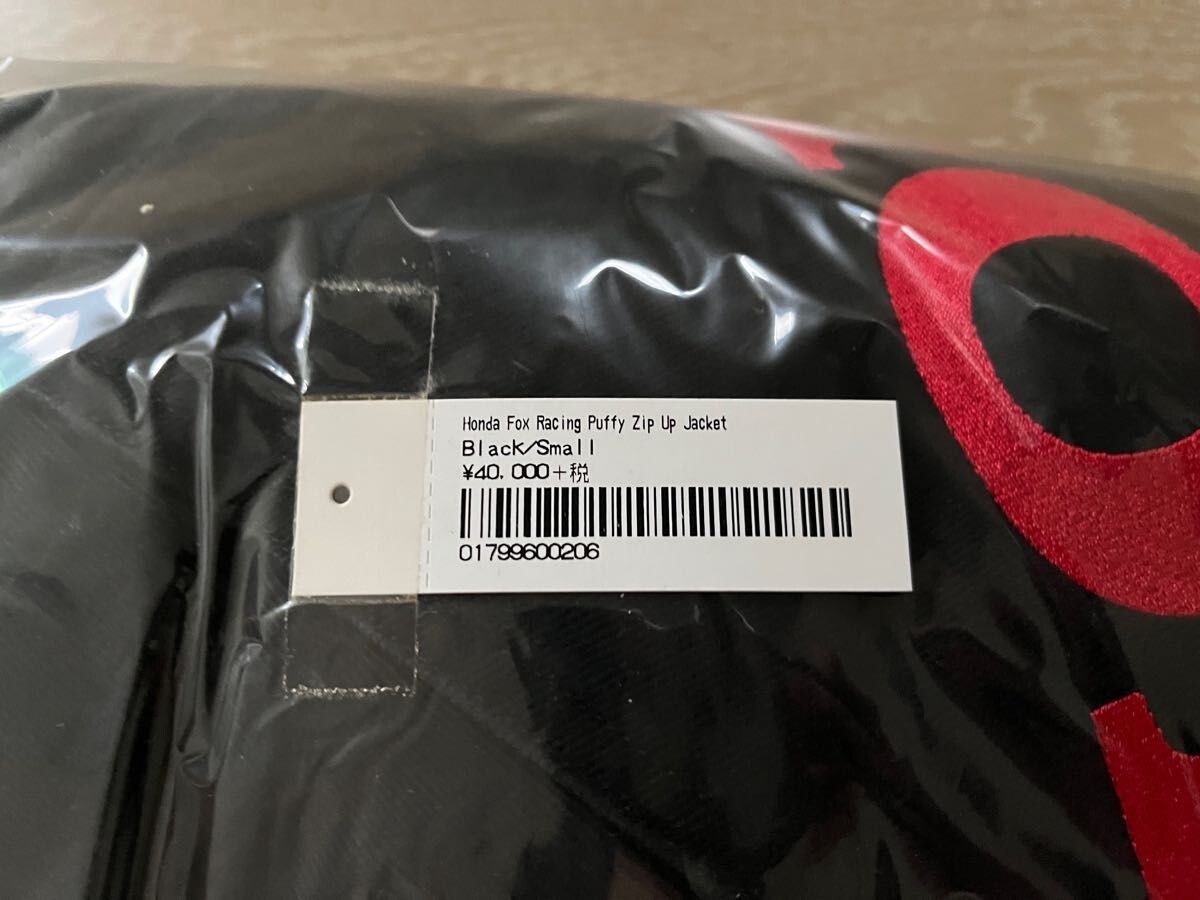 Honda Fox Racing Puffy Zip Up Jacket
Black/Small
¥40,000+税
01799600206